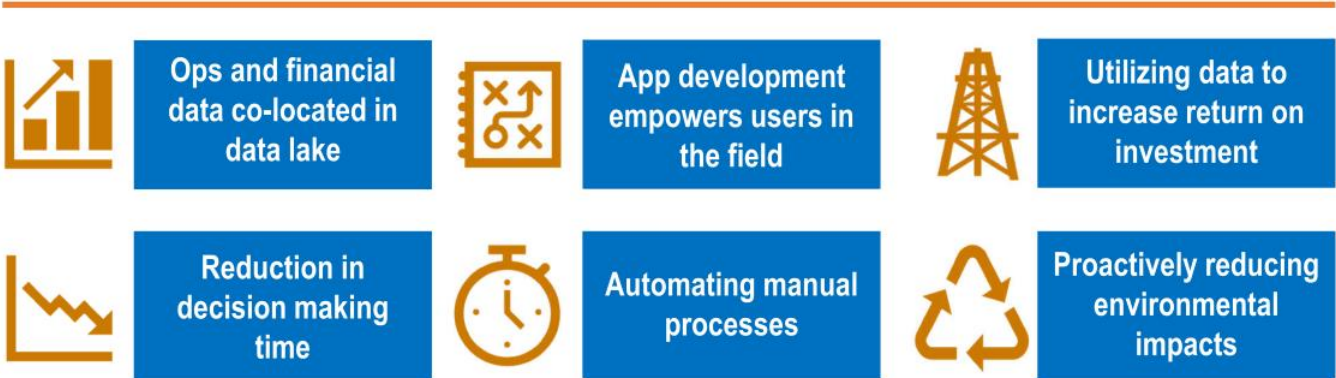 Ops and financial
data co-located in
data lake
App development
empowers users in
the field
Utilizing data to
increase return on
investment
Reduction in
decision making
time
Automating manual
processes
Proactively reducing
environmental
impacts